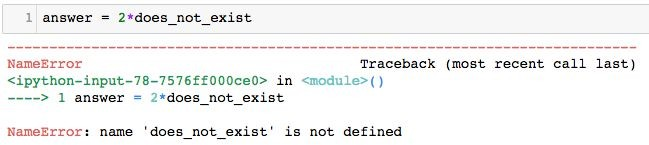 1 answer = 2*does_not_exist
---------------------------------------------------------------------------
NameError                                 Traceback (most recent call last)
<ipython-input-78-7576ff000ce0> in <module>()
----> 1 answer = 2*does_not_exist
NameError: name 'does_not_exist' is not defined